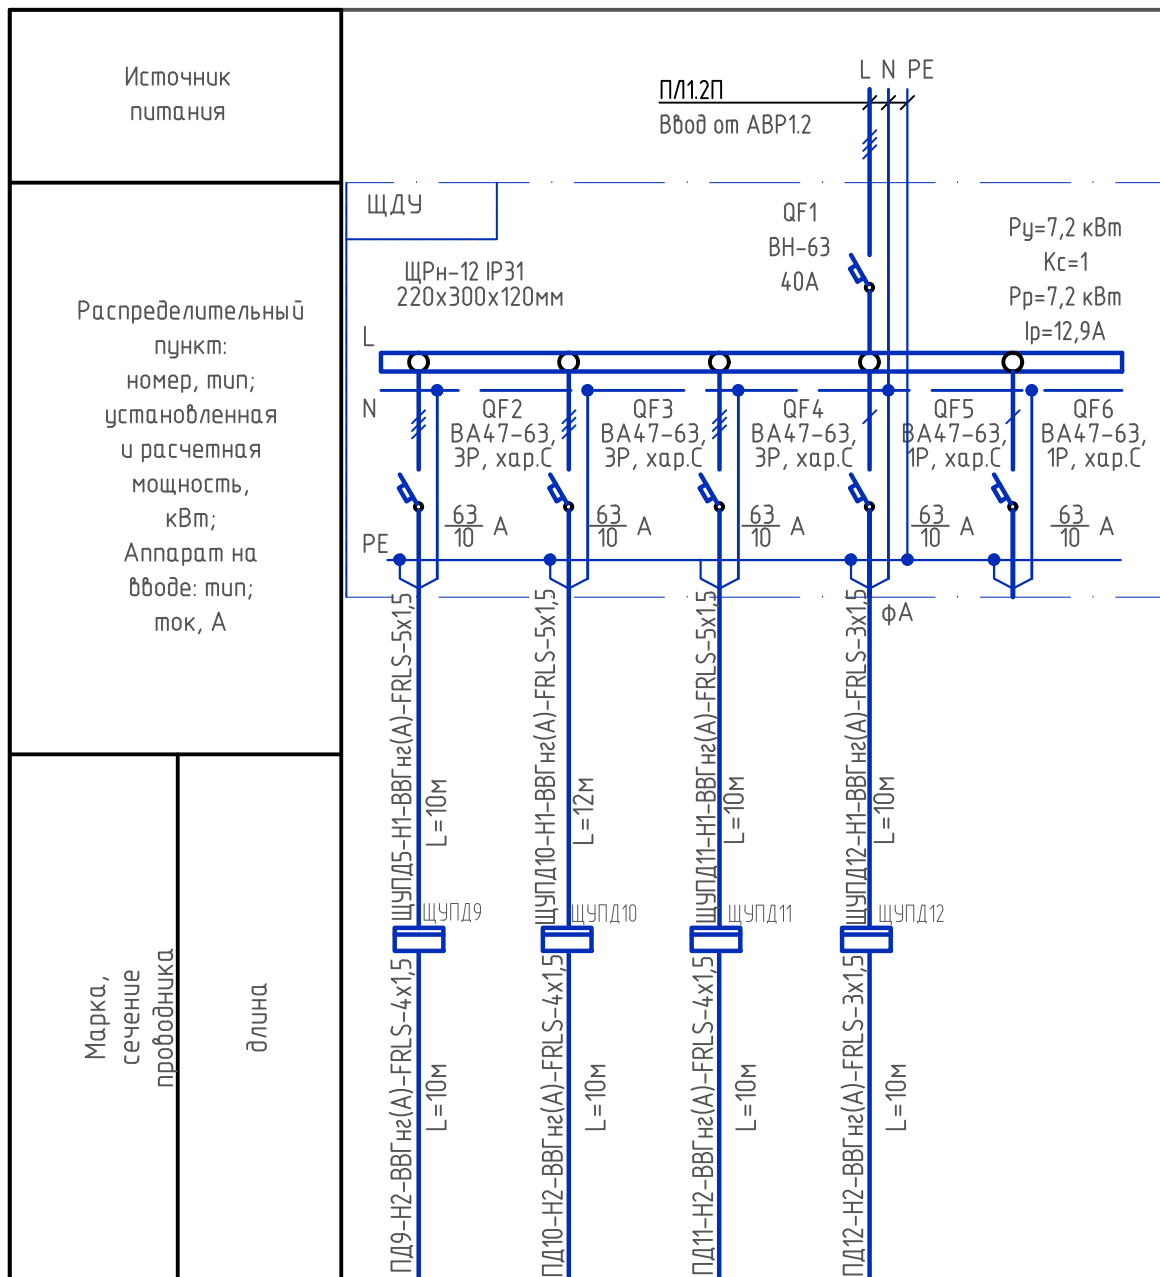 Источник
питания
ПЛ1.2П
Ввод от АВР1.2
L N PE
ЩДУ
ЩРн-12 IP31
220х300х120мм
QF1
ВН-63
40А
Ру=7,2 кВт
Кс=1
Рр=7,2 кВт
Iр=12,9А
Распределительный
пункт:
номер, тип;
установленная
и расчетная
мощность,
кВт;
Аппарат на
вводе: тип;
ток, А
L
N
PE
QF2
ВА47-63,
3Р, хар.С
63/10 А
QF3
ВА47-63,
3Р, хар.С
63/10 А
QF4
ВА47-63,
3Р, хар.С
63/10 А
QF5
ВА47-63,
1Р, хар.С
63/10 А
QF6
ВА47-63,
1Р, хар.С
63/10 А
фА
ЩУПД5-Н1-ВВГнг(А)-FRLS-5х1,5
L=10м
ЩУПД10-Н1-ВВГнг(А)-FRLS-5х1,5
L=12м
ЩУПД11-Н1-ВВГнг(А)-FRLS-5х1,5
L=10м
ЩУПД12-Н1-ВВГнг(А)-FRLS-3х1,5
L=10м
ЩУПД9
ЩУПД10
ЩУПД11
ЩУПД12
Марка,
сечение
проводника
длина
ПД9-Н2-ВВГнг(А)-FRLS-4х1,5
L=10м
ПД10-Н2-ВВГнг(А)-FRLS-4х1,5
L=10м
ПД11-Н2-ВВГнг(А)-FRLS-4х1,5
L=10м
ПД12-Н2-ВВГнг(А)-FRLS-3х1,5
L=10м